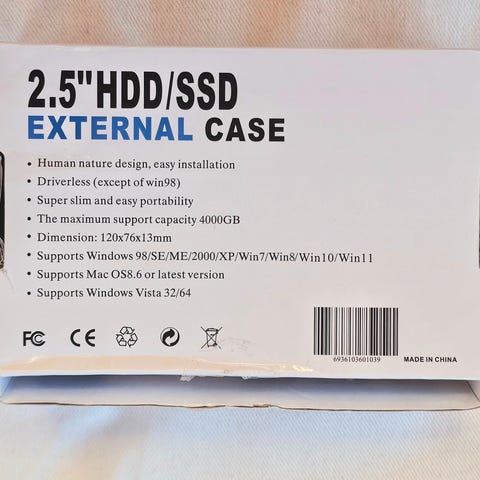 2.5"HDD/SSD
EXTERNAL CASE
• Human nature design, easy installation
• Driverless (except of win98)
• Super slim and easy portability
• The maximum support capacity 4000GB
• Dimension: 120x76x13mm
• Supports Windows 98/SE/ME/2000/XP/Win7/Win8/Win10/Win11
• Supports Mac OS8.6 or latest version
• Supports Windows Vista 32/64
FC CE
6936103601039
MADE IN CHINA